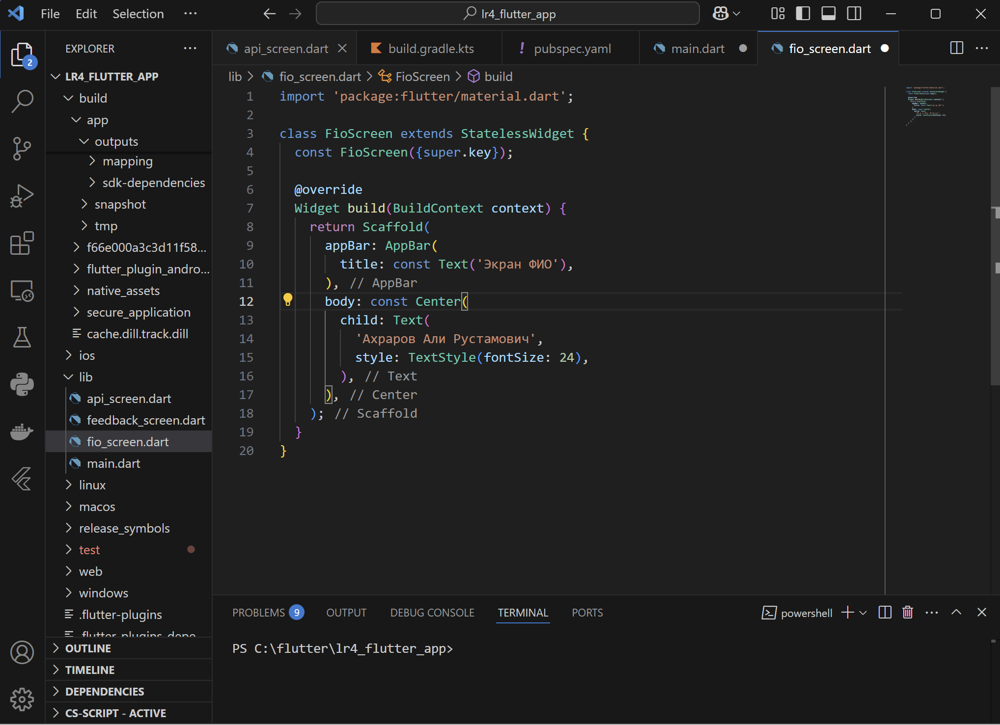 File Edit Selection ···
lr4_flutter_app
EXPLORER ···
LR4_FLUTTER_APP
build
app
outputs
mapping
sdk-dependencies
snapshot
tmp
f66e000a3c3d11f58...
flutter_plugin_andro...
native_assets
secure_application
cache.dill.track.dill
ios
lib
api_screen.dart
feedback_screen.dart
fio_screen.dart
main.dart
linux
macos
release_symbols
test
web
windows
.flutter-plugins
.flutter-plugins-depe...
OUTLINE
TIMELINE
DEPENDENCIES
CS-SCRIPT - ACTIVE
2
api_screen.dart build.gradle.kts ! pubspec.yaml main.dart fio_screen.dart
lib > fio_screen.dart > FioScreen > build
1 import 'package:flutter/material.dart';
2
3 class FioScreen extends StatelessWidget {
4 const FioScreen({super.key});
5
6 @override
7 Widget build(BuildContext context) {
8 return Scaffold(
9 appBar: AppBar(
10 title: const Text('Экран ФИО'),
11 ), // AppBar
12 body: const Center(
13 child: Text(
14 'Ахраров Али Рустамович',
15 style: TextStyle(fontSize: 24),
16 ), // Text
17 ), // Center
18 ); // Scaffold
19 }
20 }
PROBLEMS 9 OUTPUT DEBUG CONSOLE TERMINAL PORTS powershell
PS C:\flutter\lr4_flutter_app>